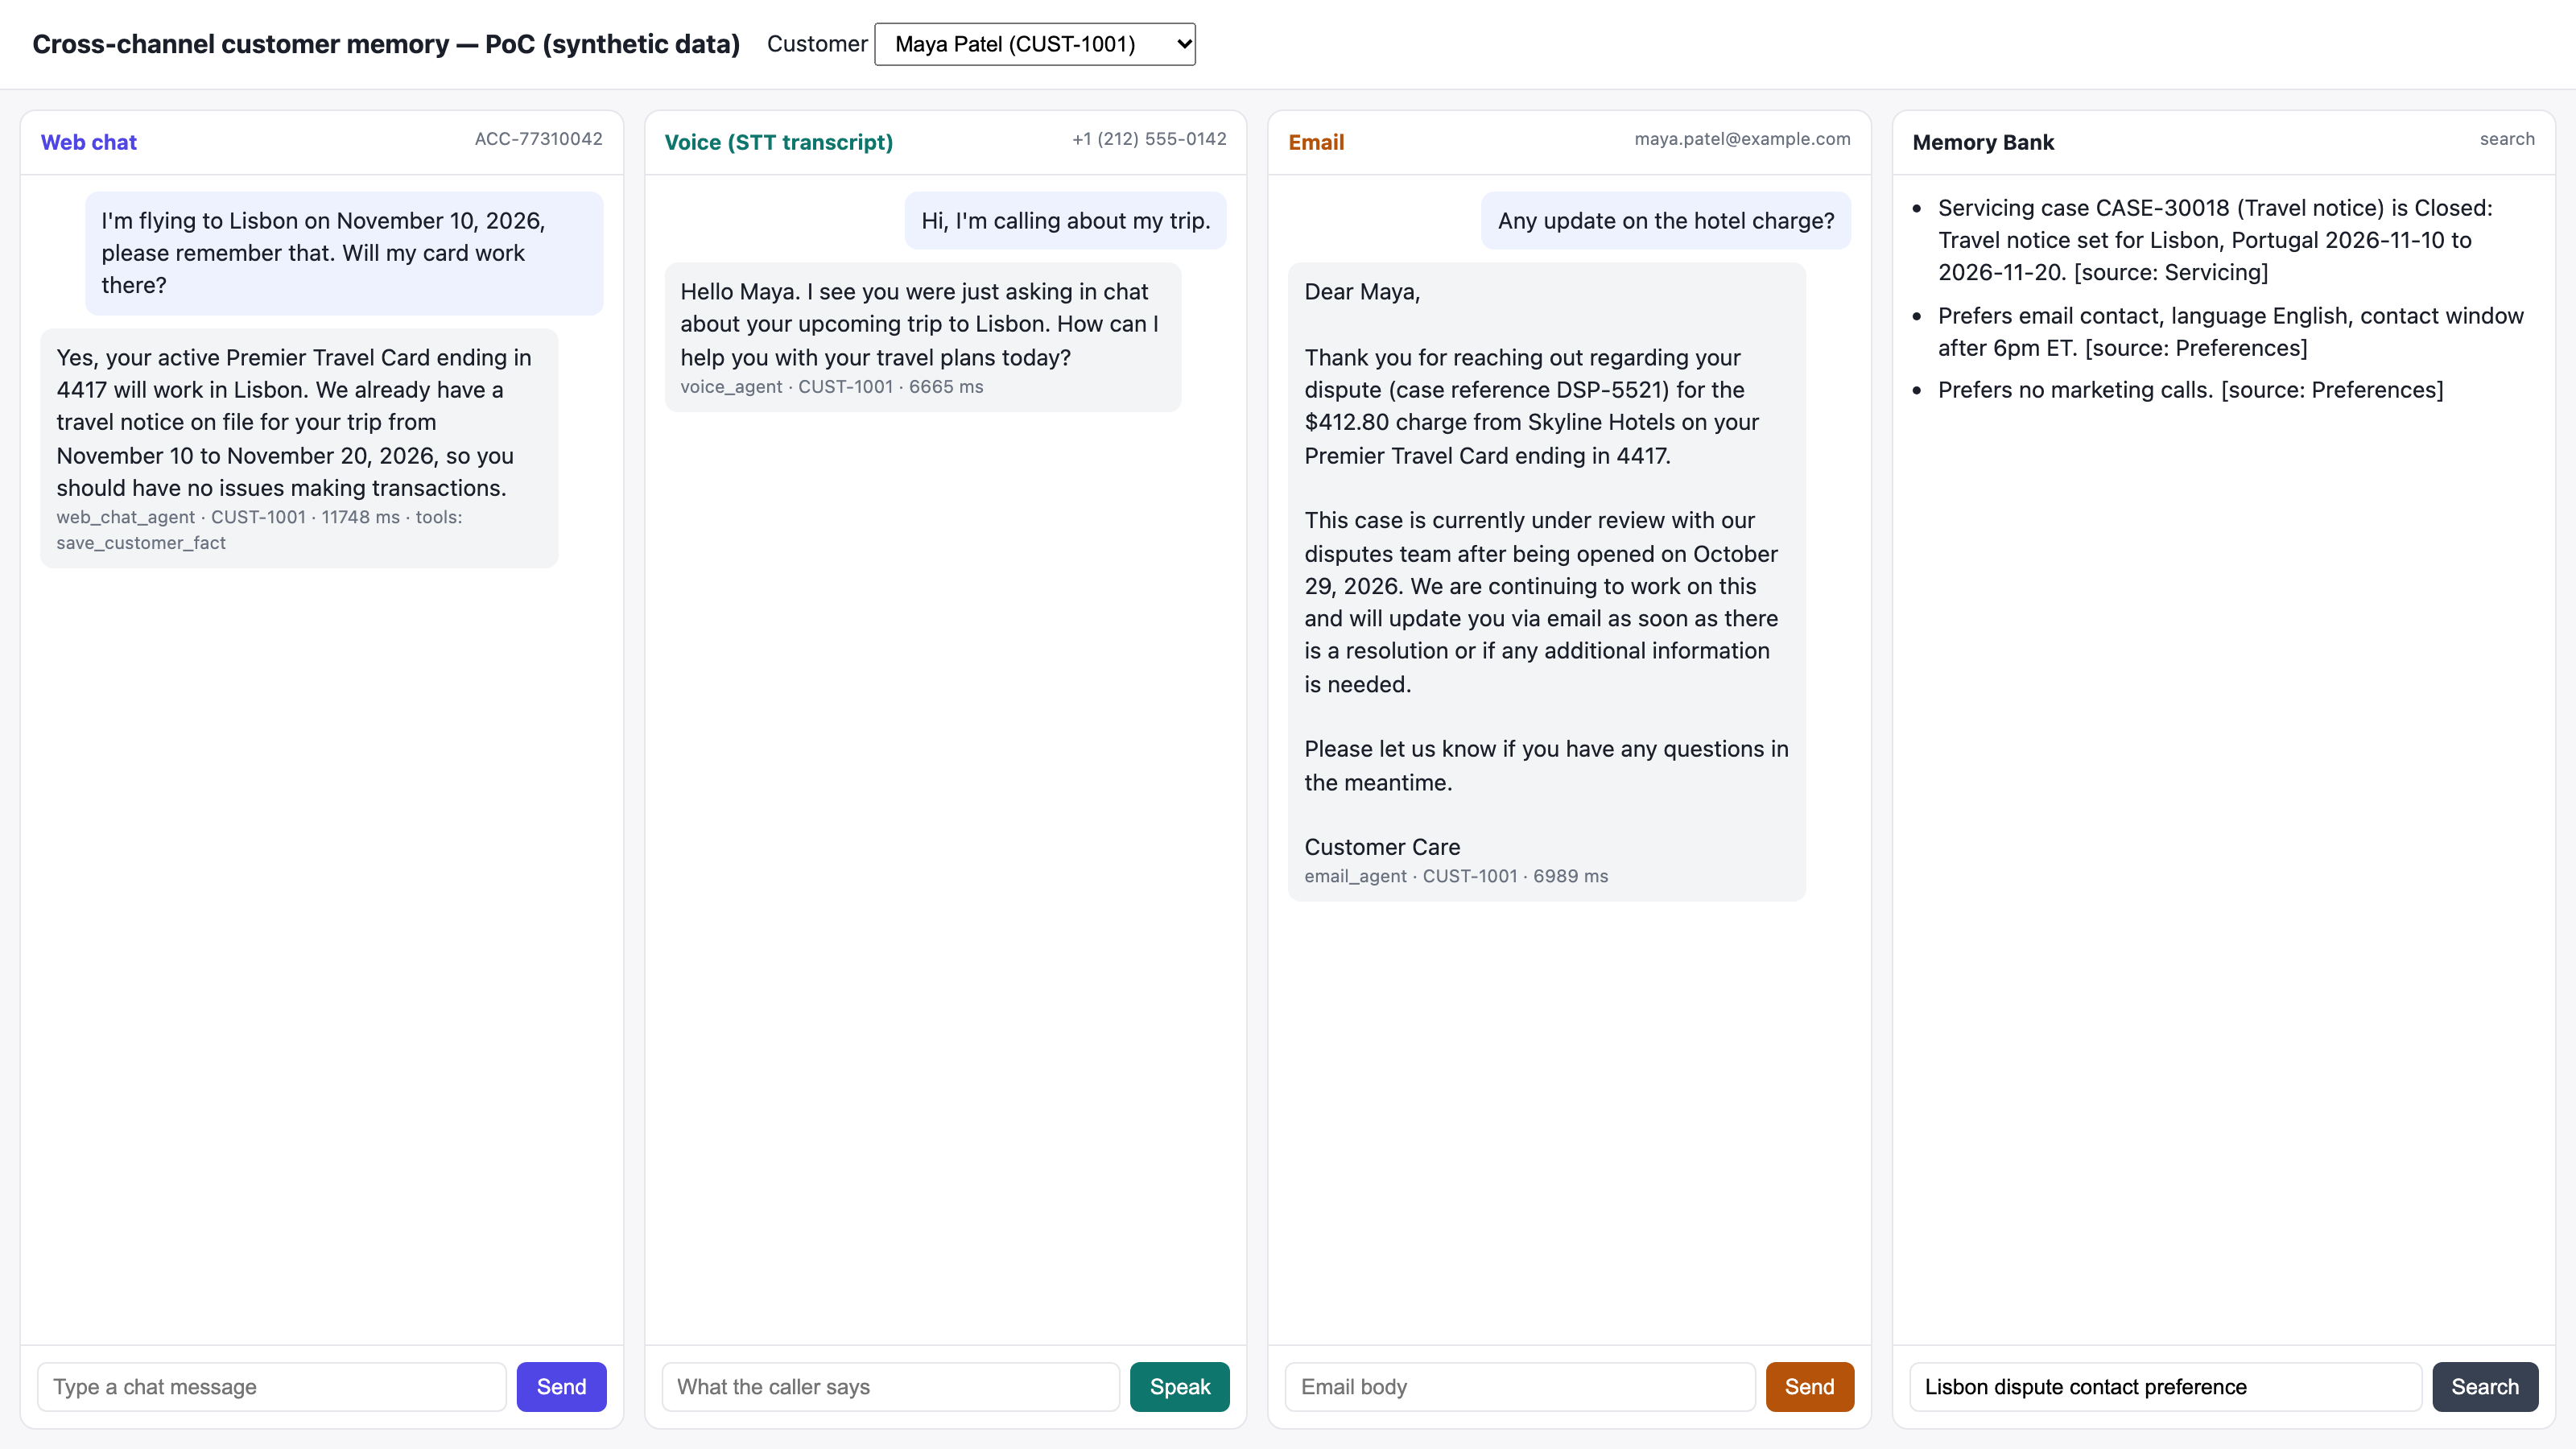 Cross-channel customer memory — PoC (synthetic data)
Customer
Maya Patel (CUST-1001)
Web chat
ACC-77310042
I'm flying to Lisbon on November 10, 2026,
please remember that. Will my card work
there?
Yes, your active Premier Travel Card ending in
4417 will work in Lisbon. We already have a
travel notice on file for your trip from
November 10 to November 20, 2026, so you
should have no issues making transactions.
web_chat_agent · CUST-1001 · 11748 ms · tools:
save_customer_fact
Type a chat message
Send
Voice (STT transcript)
+1 (212) 555-0142
Hi, I'm calling about my trip.
Hello Maya. I see you were just asking in chat
about your upcoming trip to Lisbon. How can I
help you with your travel plans today?
voice_agent · CUST-1001 · 6665 ms
What the caller says
Speak
Email
maya.patel@example.com
Any update on the hotel charge?
Dear Maya,
Thank you for reaching out regarding your
dispute (case reference DSP-5521) for the
$412.80 charge from Skyline Hotels on your
Premier Travel Card ending in 4417.
This case is currently under review with our
disputes team after being opened on October
29, 2026. We are continuing to work on this
and will update you via email as soon as there
is a resolution or if any additional information
is needed.
Please let us know if you have any questions in
the meantime.
Customer Care
email_agent · CUST-1001 · 6989 ms
Email body
Send
Memory Bank
search
• Servicing case CASE-30018 (Travel notice) is Closed:
Travel notice set for Lisbon, Portugal 2026-11-10 to
2026-11-20. [source: Servicing]
• Prefers email contact, language English, contact window
after 6pm ET. [source: Preferences]
• Prefers no marketing calls. [source: Preferences]
Lisbon dispute contact preference
Search